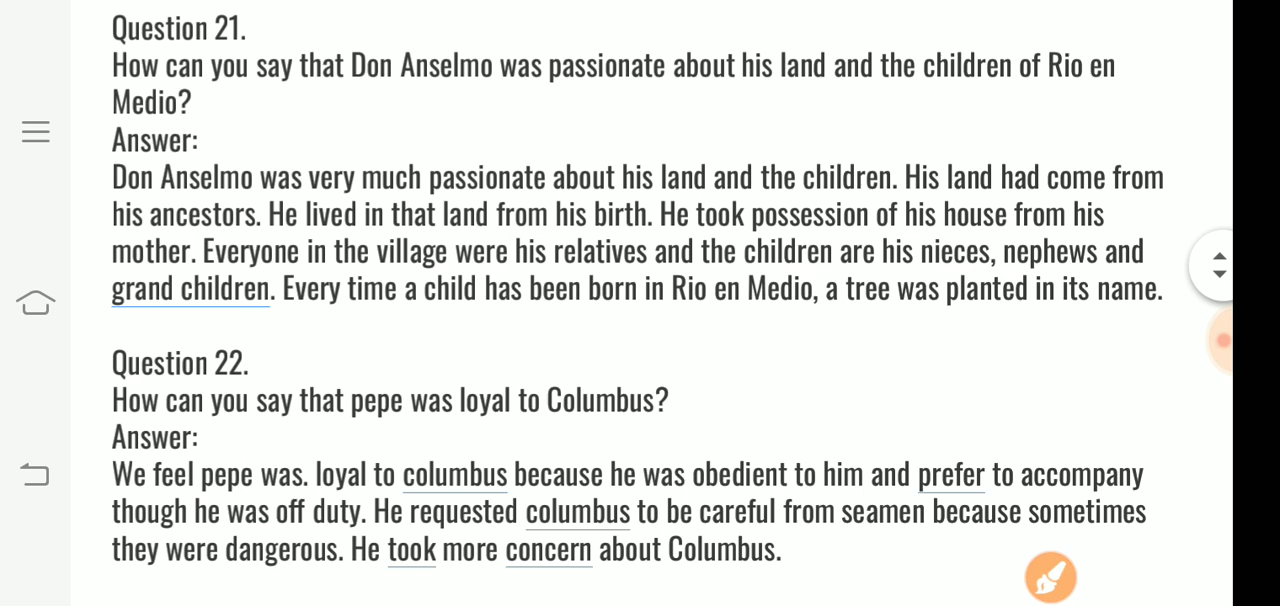 Question 21.
How can you say that Don Anselmo was passionate about his land and the children of Rio en
Medio?
Answer:
Don Anselmo was very much passionate about his land and the children. His land had come from
his ancestors. He lived in that land from his birth. He took possession of his house from his
mother. Everyone in the village were his relatives and the children are his nieces, nephews and
grand children. Every time a child has been born in Rio en Medio, a tree was planted in its name.
Question 22.
How can you say that pepe was loyal to Columbus?
Answer:
We feel pepe was. loyal to columbus because he was obedient to him and prefer to accompany
though he was off duty. He requested columbus to be careful from seamen because sometimes
they were dangerous. He took more concern about Columbus.